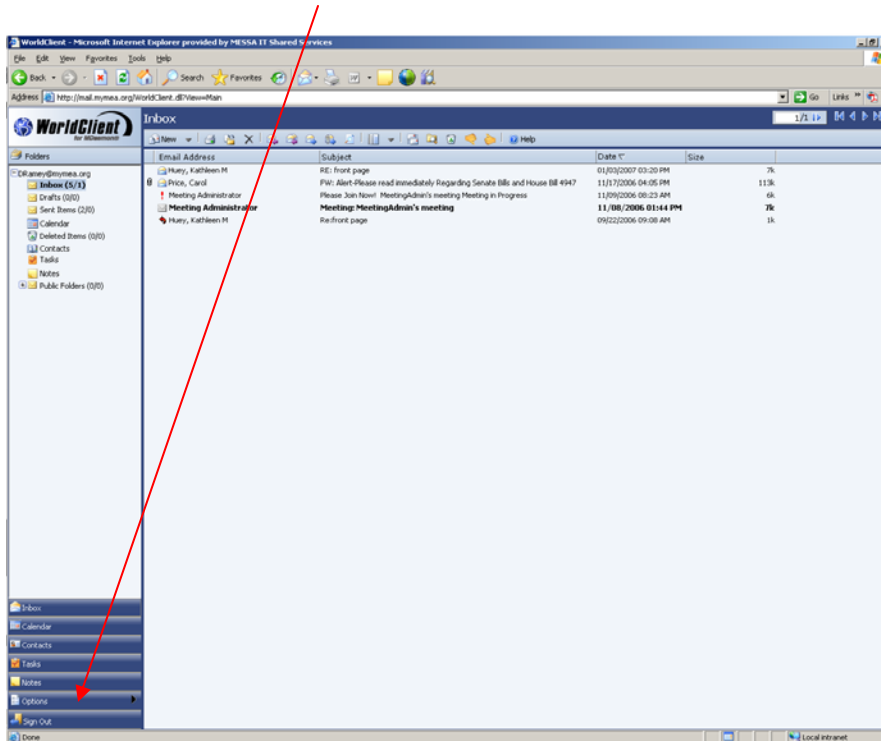 WorldClient - Microsoft Internet Explorer provided by MESSA IT Shared Services
File Edit View Favorites Tools Help
Back Search Favorites
Address http://mail.mymea.org/WorldClient.dll?View=Main Go Links
WorldClient
for MDaemon
Inbox 1/1
New Help
Folders
Email Address Subject Date Size
DRamey@mymea.org
Inbox (5/1)
Drafts (0/0)
Sent Items (2/0)
Calendar
Deleted Items (0/0)
Contacts
Tasks
Notes
Public Folders (0/0)
Huey, Kathleen M RE: front page 01/03/2007 03:20 PM 7k
Price, Carol FW: Alert-Please read immediately Regarding Senate Bills and House Bill 4947 11/17/2006 04:05 PM 113k
Meeting Administrator Please Join Now! MeetingAdmin's meeting Meeting in Progress 11/09/2006 08:23 AM 6k
Meeting Administrator Meeting: MeetingAdmin's meeting 11/08/2006 01:44 PM 7k
Huey, Kathleen M Re:front page 09/22/2006 09:08 AM 1k
Inbox
Calendar
Contacts
Tasks
Notes
Options
Sign Out
Done Local intranet